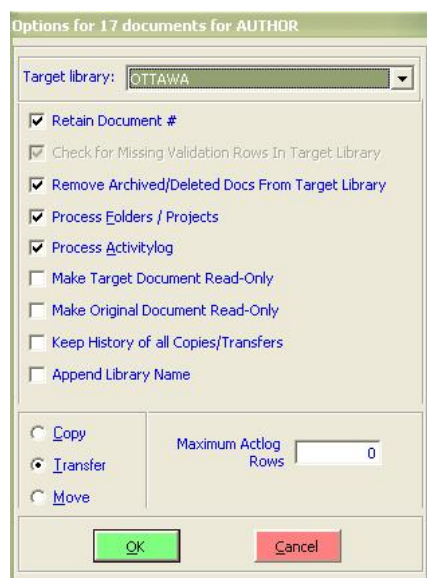 Options for 17 documents for AUTHOR
Target library: OTTAWA
Retain Document #
Check for Missing Validation Rows In Target Library
Remove Archived/Deleted Docs From Target Library
Process Folders / Projects
Process Activitylog
Make Target Document Read-Only
Make Original Document Read-Only
Keep History of all Copies/Transfers
Append Library Name
Copy
Transfer
Move
Maximum Actlog
Rows 0
OK Cancel